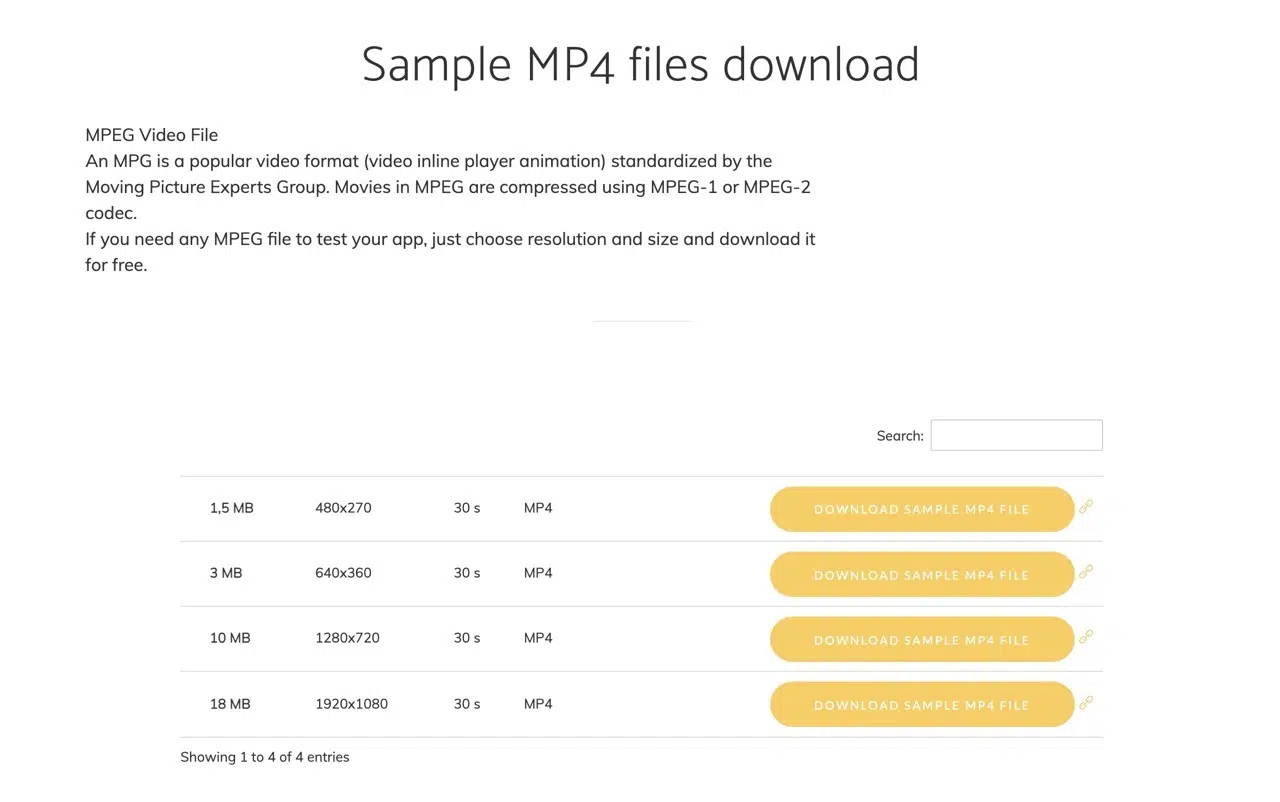 Sample MP4 files download
MPEG Video File
An MPG is a popular video format (video inline player animation) standardized by the
Moving Picture Experts Group. Movies in MPEG are compressed using MPEG-1 or MPEG-2
codec.
If you need any MPEG file to test your app, just choose resolution and size and download it
for free.
Search:
1,5 MB 480x270 30 s MP4 DOWNLOAD SAMPLE MP4 FILE
3 MB 640x360 30 s MP4 DOWNLOAD SAMPLE MP4 FILE
10 MB 1280x720 30 s MP4 DOWNLOAD SAMPLE MP4 FILE
18 MB 1920x1080 30 s MP4 DOWNLOAD SAMPLE MP4 FILE
Showing 1 to 4 of 4 entries